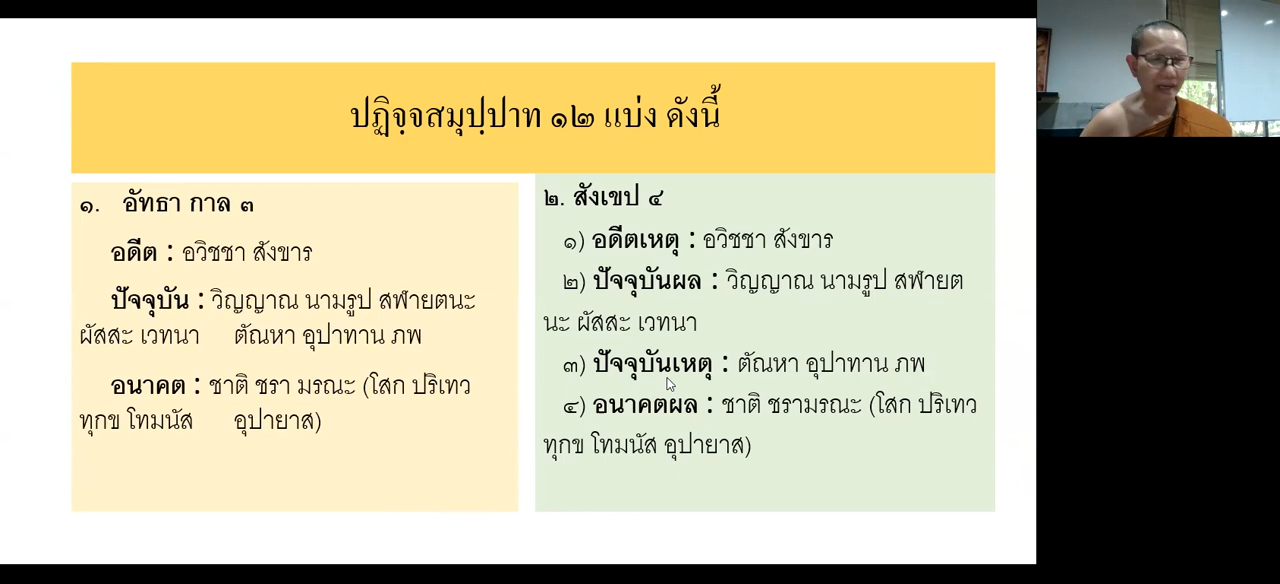 ปฏิจฺจสมุปฺปาท ๑๒ แบ่ง ดังนี้
๑. อัทธา กาล ๓
อดีต : อวิชชา สังขาร
ปัจจุบัน : วิญญาณ นามรูป สฬายตนะ
ผัสสะ เวทนา ตัณหา อุปาทาน ภพ
อนาคต : ชาติ ชรา มรณะ (โสก ปริเทว
ทุกข โทมนัส อุปายาส)
๒. สังเขป ๔
๑) อดีตเหตุ : อวิชชา สังขาร
๒) ปัจจุบันผล : วิญญาณ นามรูป สฬายต
นะ ผัสสะ เวทนา
๓) ปัจจุบันเหตุ : ตัณหา อุปาทาน ภพ
๔) อนาคตผล : ชาติ ชรามรณะ (โสก ปริเทว
ทุกข โทมนัส อุปายาส)